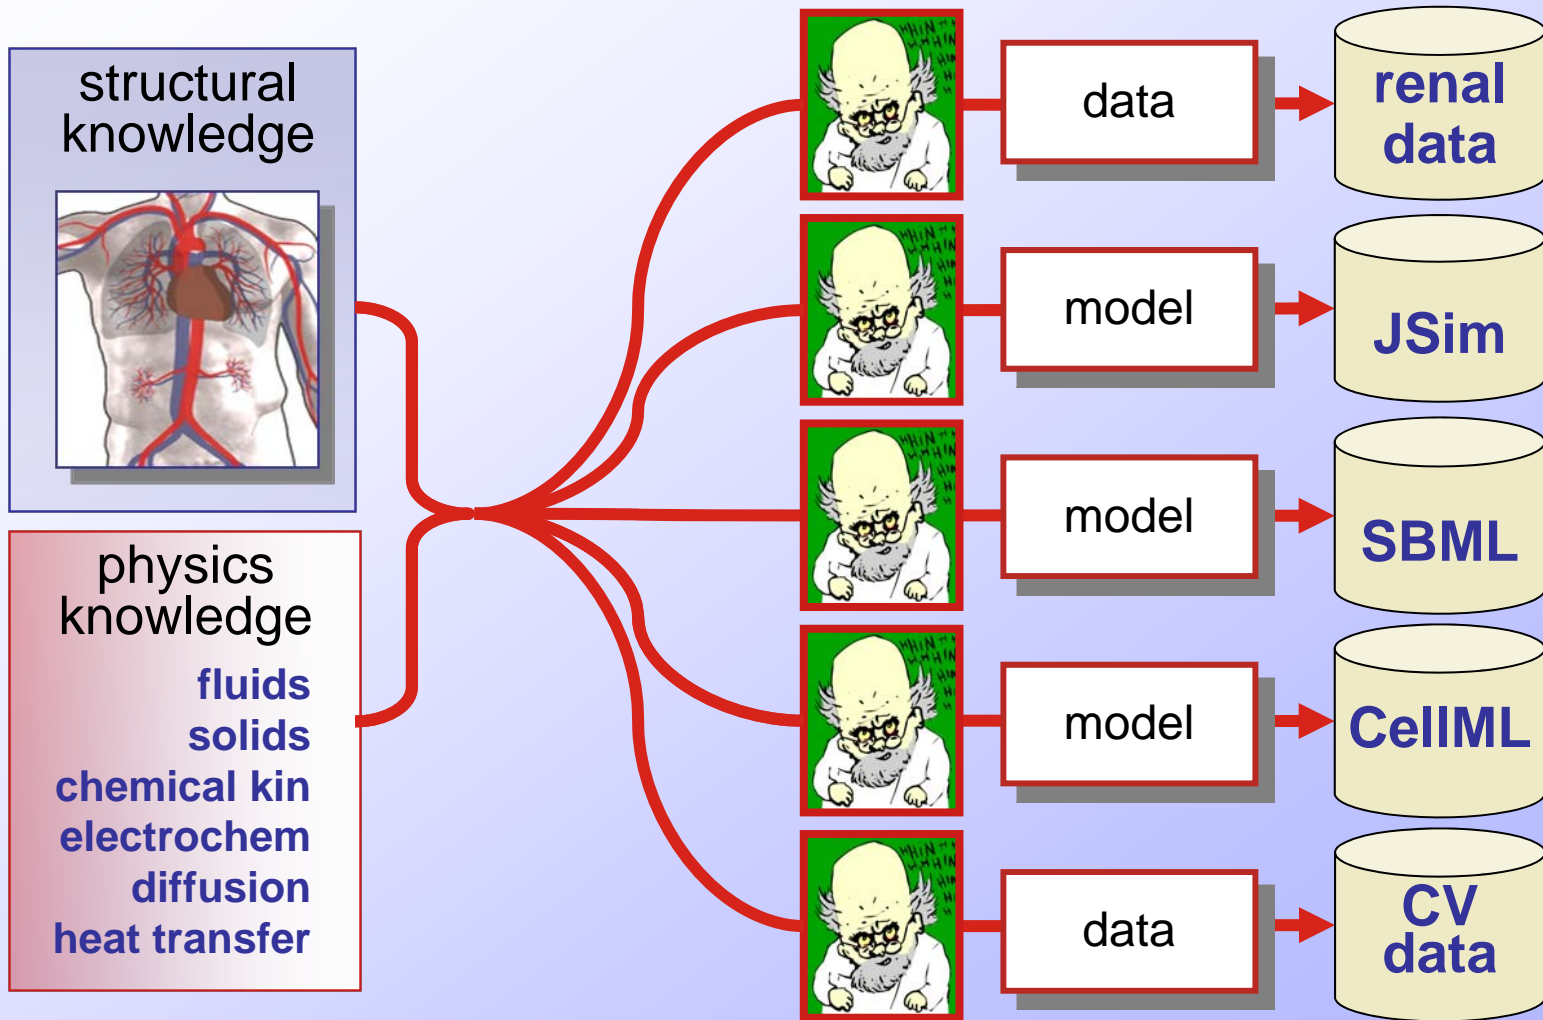 structural
knowledge
physics
knowledge
fluids
solids
chemical kin
electrochem
diffusion
heat transfer
data
renal
data
model
JSim
model
SBML
model
CellML
data
CV
data